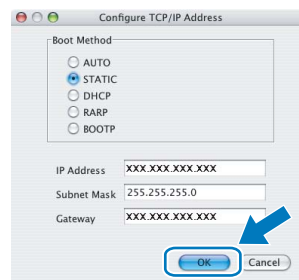 Configure TCP/IP Address
Boot Method
AUTO
STATIC
DHCP
RARP
BOOTP
IP Address XXX.XXX.XXX.XXX
Subnet Mask 255.255.255.0
Gateway XXX.XXX.XXX.XXX
OK Cancel